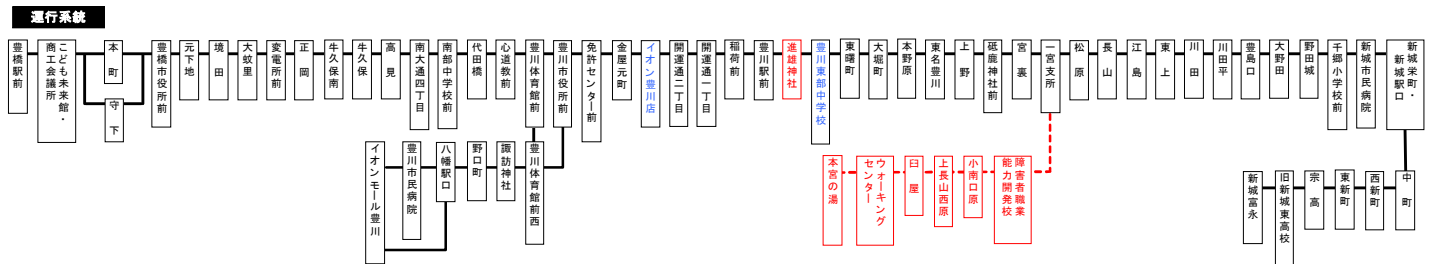 運行系統
豊橋駅前
こども未来館・
商工会議所
本町
守下
豊橋市役所前
元下地
境田
大蚊里
変電所前
正岡
牛久保南
牛久保
高見
南大通四丁目
南部中学校前
代田橋
心道教前
豊川体育館前
豊川市役所前
免許センター前
金屋元町
イオン豊川店
開運通二丁目
開運通一丁目
稲荷前
豊川駅前
進雄神社
豊川東部中学校
東曙町
大堀町
本野原
東名豊川
上野
砥鹿神社前
宮裏
一宮支所
松原
長山
江島
東上
川田
川田平
豊島口
大野田
野田城
千郷小学校前
新城市民病院
新城栄町・
新城駅口
イオンモール豊川
豊川市民病院
八幡駅口
野口町
諏訪神社
豊川体育館前西
本宮の湯
ウォーキング
センター
臼屋
上長山西原
小南口原
障害者職業
能力開発校
新城富永
旧新城東高校
宗高
東新町
西新町
中町